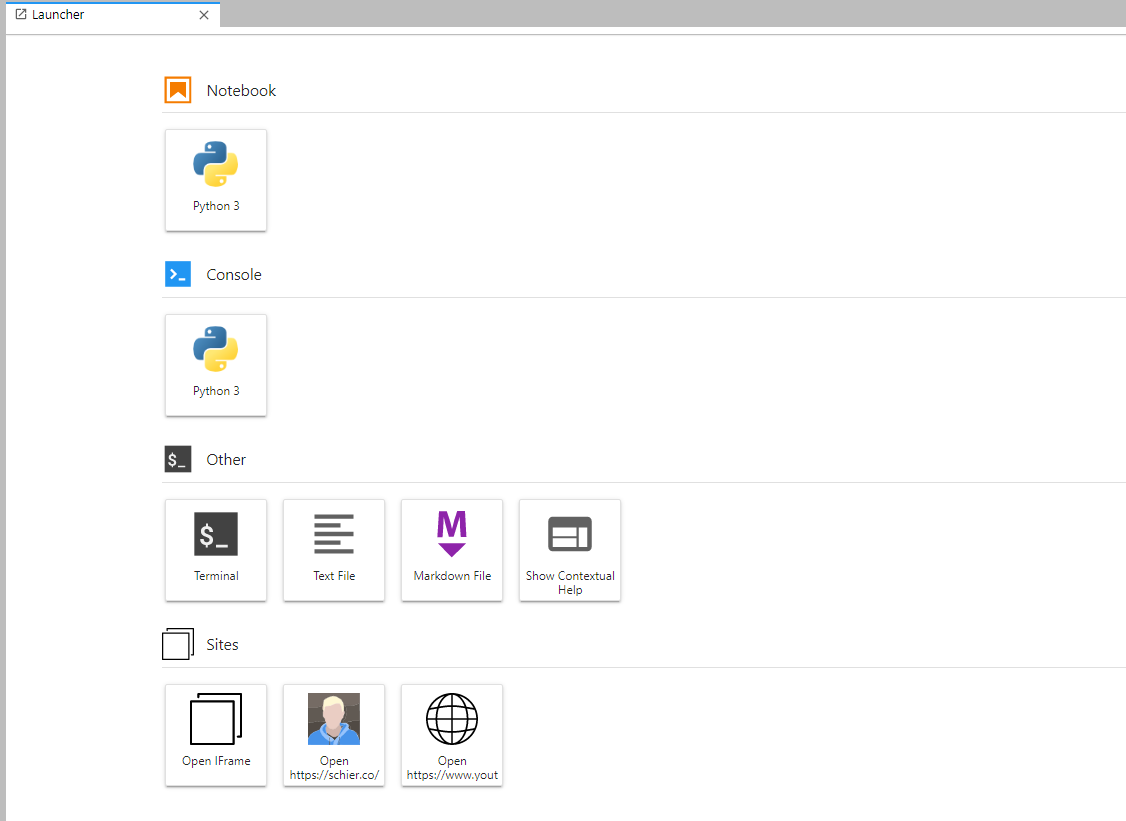 Launcher
Notebook
Python 3
Console
Python 3
$_ Other
$_
Terminal
Text File
M
Markdown File
Show Contextual
Help
Sites
Open IFrame
Open
https://schier.co/
Open
https://www.yout